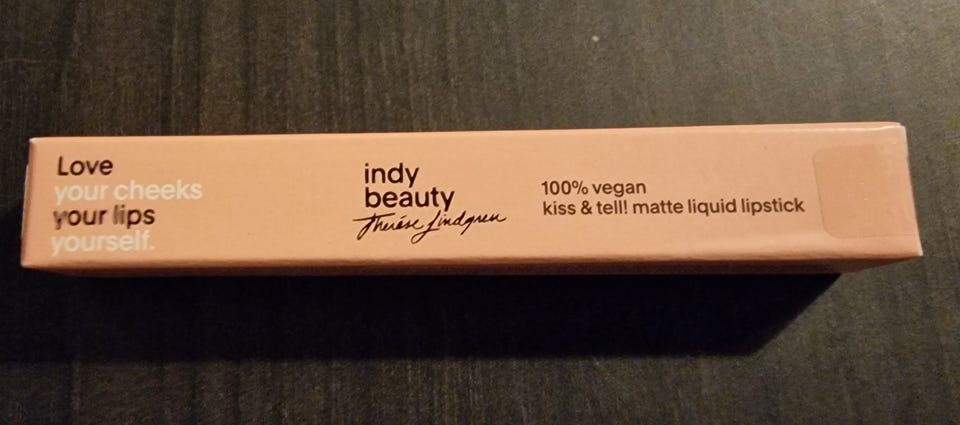 Love
your cheeks
your lips
yourself.
indy
beauty
Therése Lindgren
100% vegan
kiss & tell! matte liquid lipstick